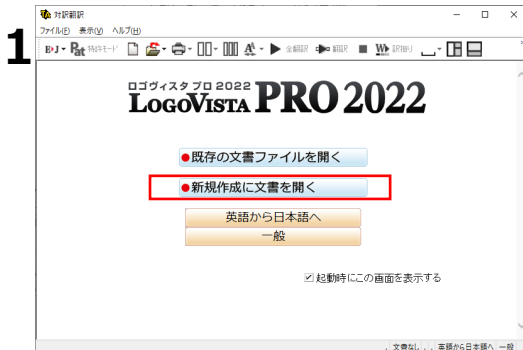 対訳翻訳
ファイル(F) 表示(V) ヘルプ(H)
1
E›J Pat 特許モード 全翻訳 翻訳 訳振り
ロゴヴィスタ プロ 2022
LOGOVISTA PRO 2022
●既存の文書ファイルを開く
●新規作成に文書を開く
英語から日本語へ
一般
起動時にこの画面を表示する
文書なし 英語から日本語へ 一般